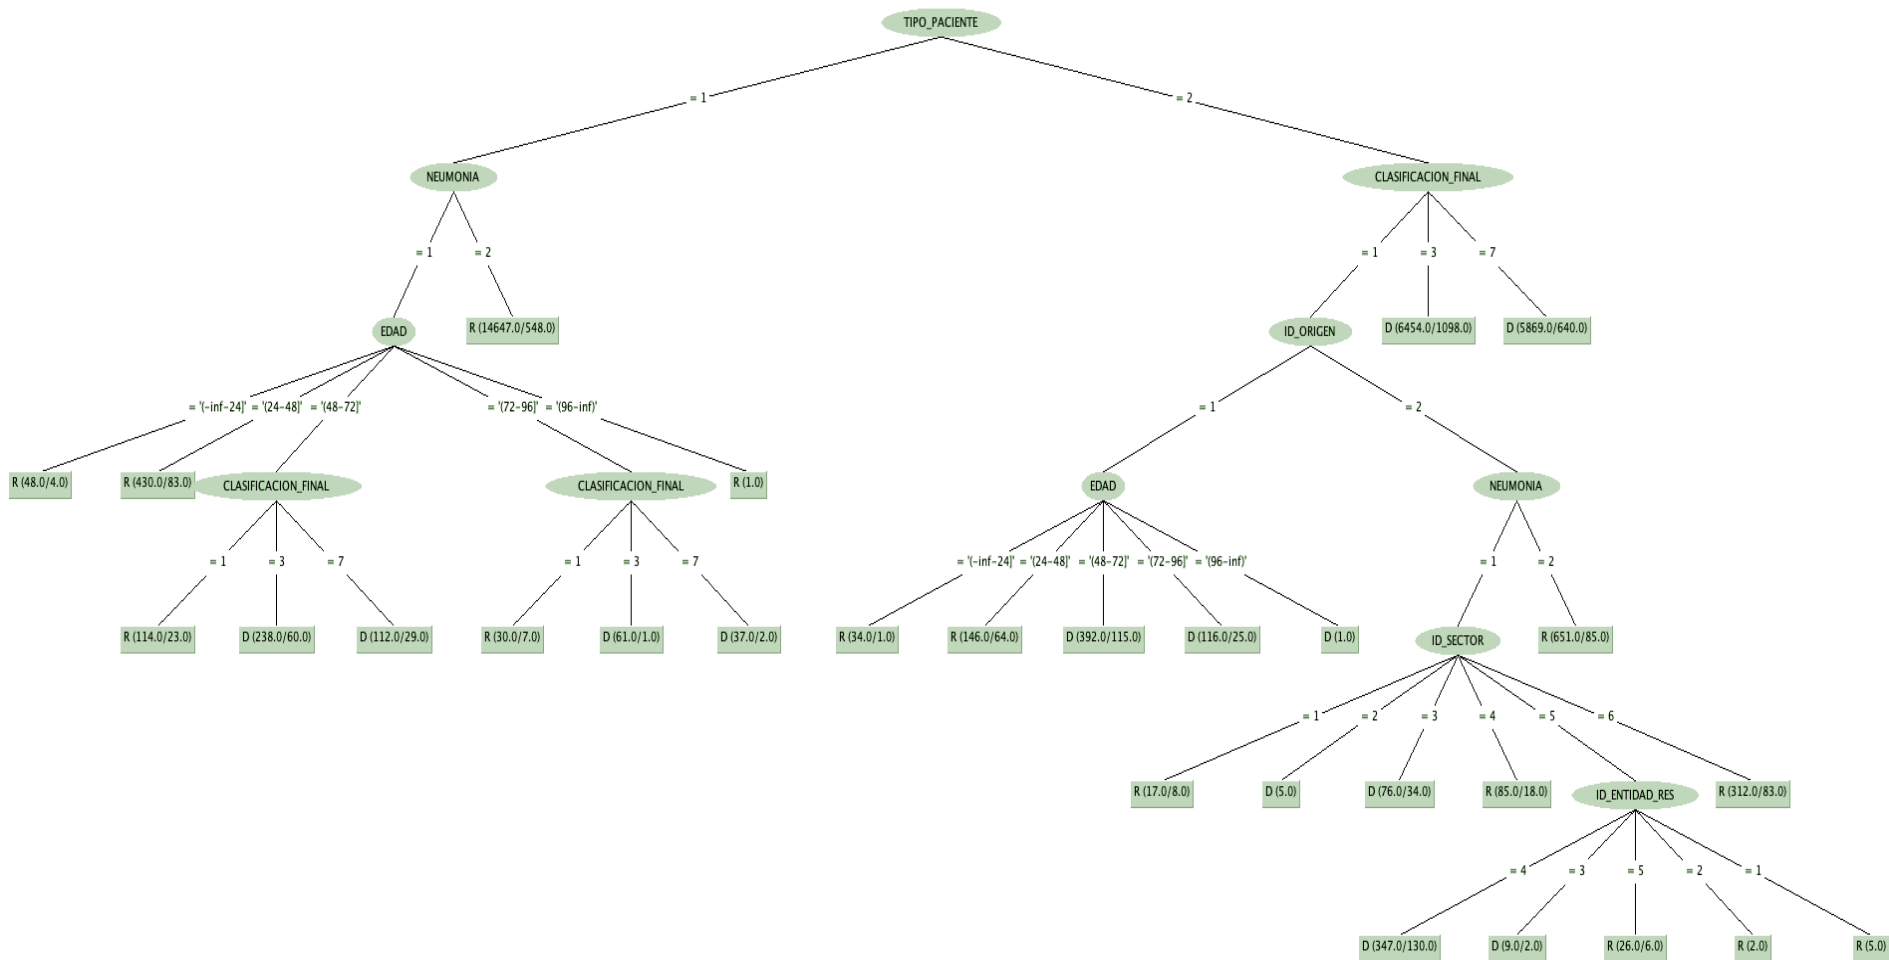 TIPO_PACIENTE
= 1 = 2
NEUMONIA CLASIFICACION_FINAL
= 1 = 2 = 1 = 3 = 7
EDAD R (14647.0/548.0) ID_ORIGEN D (6454.0/1098.0) D (5869.0/640.0)
= '(-inf-24]' = '(24-48]' = '(48-72]' = '(72-96]' = '(96-inf)' = 1 = 2
R (48.0/4.0) R (430.0/83.0) CLASIFICACION_FINAL CLASIFICACION_FINAL R (1.0) EDAD NEUMONIA
= 1 = 3 = 7 = 1 = 3 = 7 = '(-inf-24]' = '(24-48]' = '(48-72]' = '(72-96]' = '(96-inf)' = 1 = 2
R (114.0/23.0) D (238.0/60.0) D (112.0/29.0) R (30.0/7.0) D (61.0/1.0) D (37.0/2.0) R (34.0/1.0) R (146.0/64.0) D (392.0/115.0) D (116.0/25.0) D (1.0) ID_SECTOR R (651.0/85.0)
= 1 = 2 = 3 = 4 = 5 = 6
R (17.0/8.0) D (5.0) D (76.0/34.0) R (85.0/18.0) ID_ENTIDAD_RES R (312.0/83.0)
= 4 = 3 = 5 = 2 = 1
D (347.0/130.0) D (9.0/2.0) R (26.0/6.0) R (2.0) R (5.0)